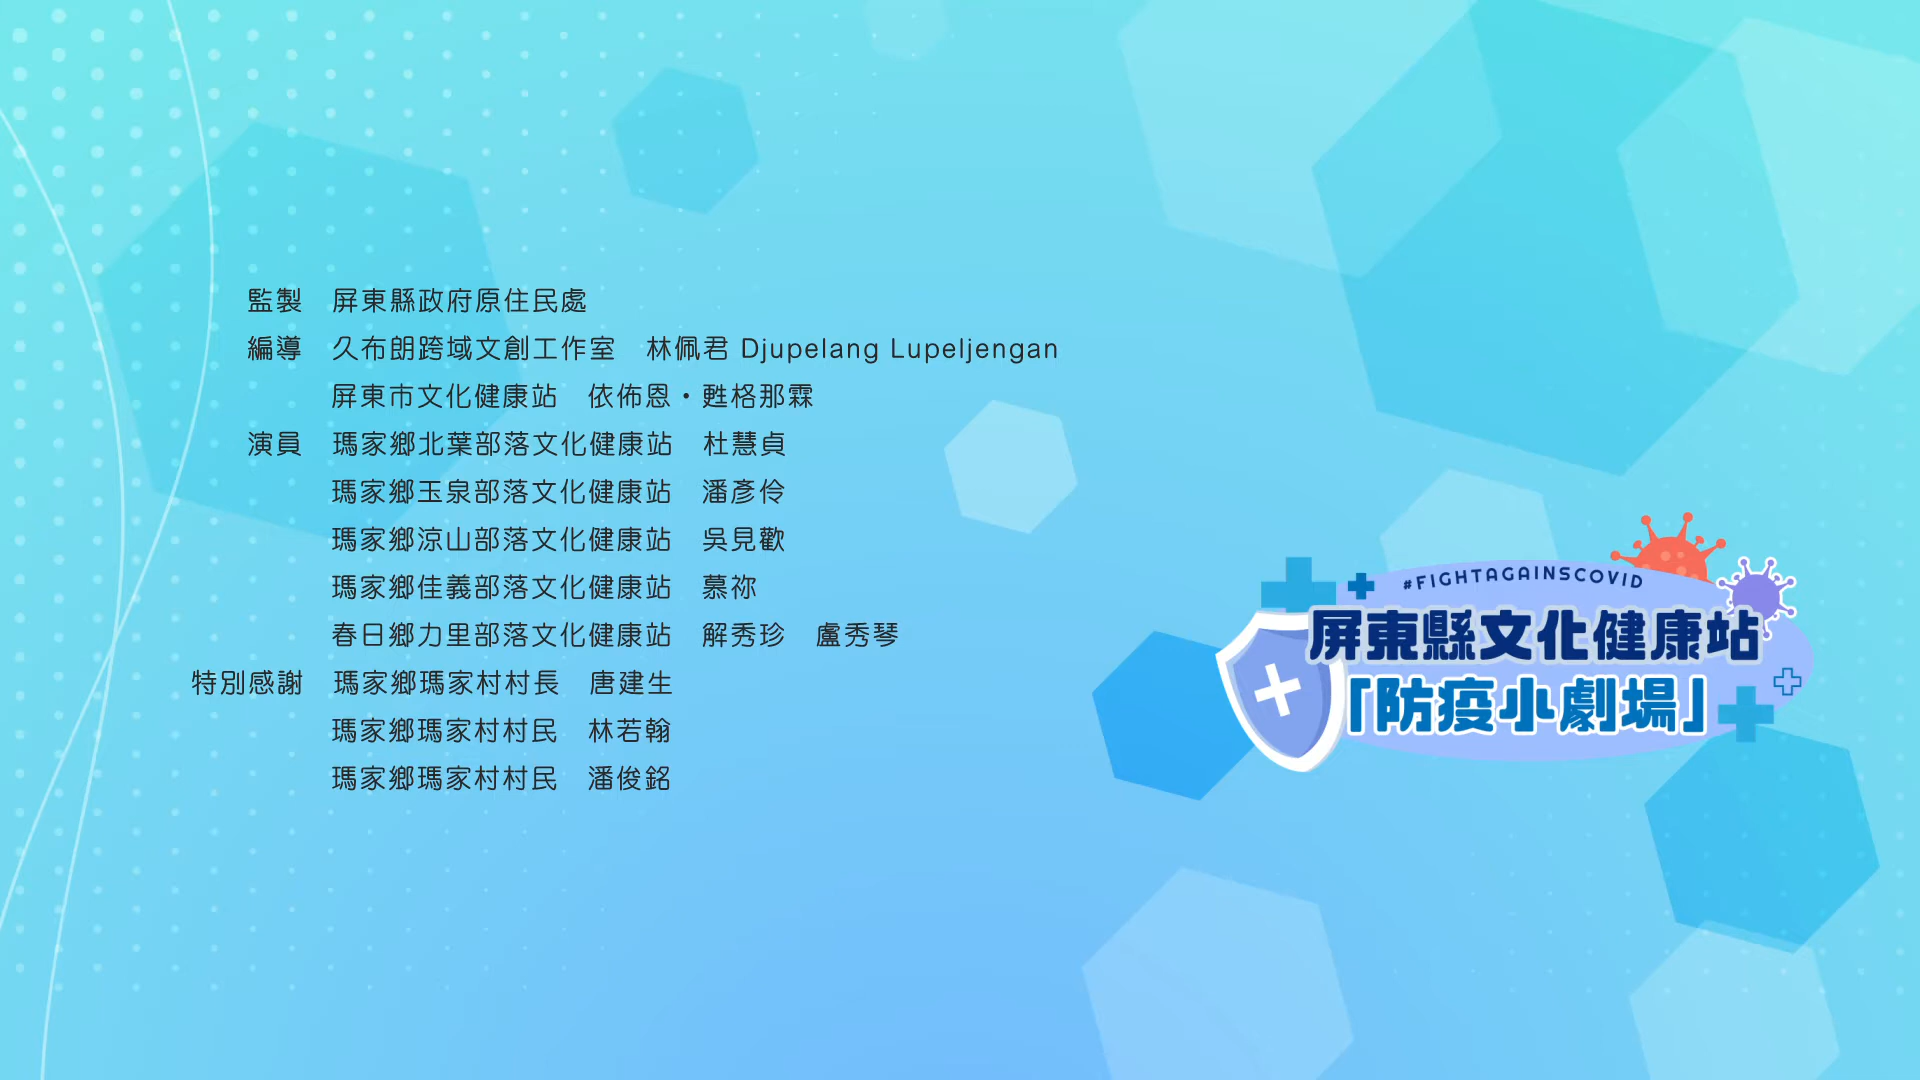 監製　屏東縣政府原住民處
編導　久布朗跨域文創工作室　林佩君 Djupelang Lupeljengan
屏東市文化健康站　依佈恩・甦格那霖
演員　瑪家鄉北葉部落文化健康站　杜慧貞
瑪家鄉玉泉部落文化健康站　潘彥伶
瑪家鄉涼山部落文化健康站　吳見歡
瑪家鄉佳義部落文化健康站　慕祢
春日鄉力里部落文化健康站　解秀珍　盧秀琴
特別感謝　瑪家鄉瑪家村村長　唐建生
瑪家鄉瑪家村村民　林若翰
瑪家鄉瑪家村村民　潘俊銘
#FIGHTAGAINSCOVID
屏東縣文化健康站
「防疫小劇場」